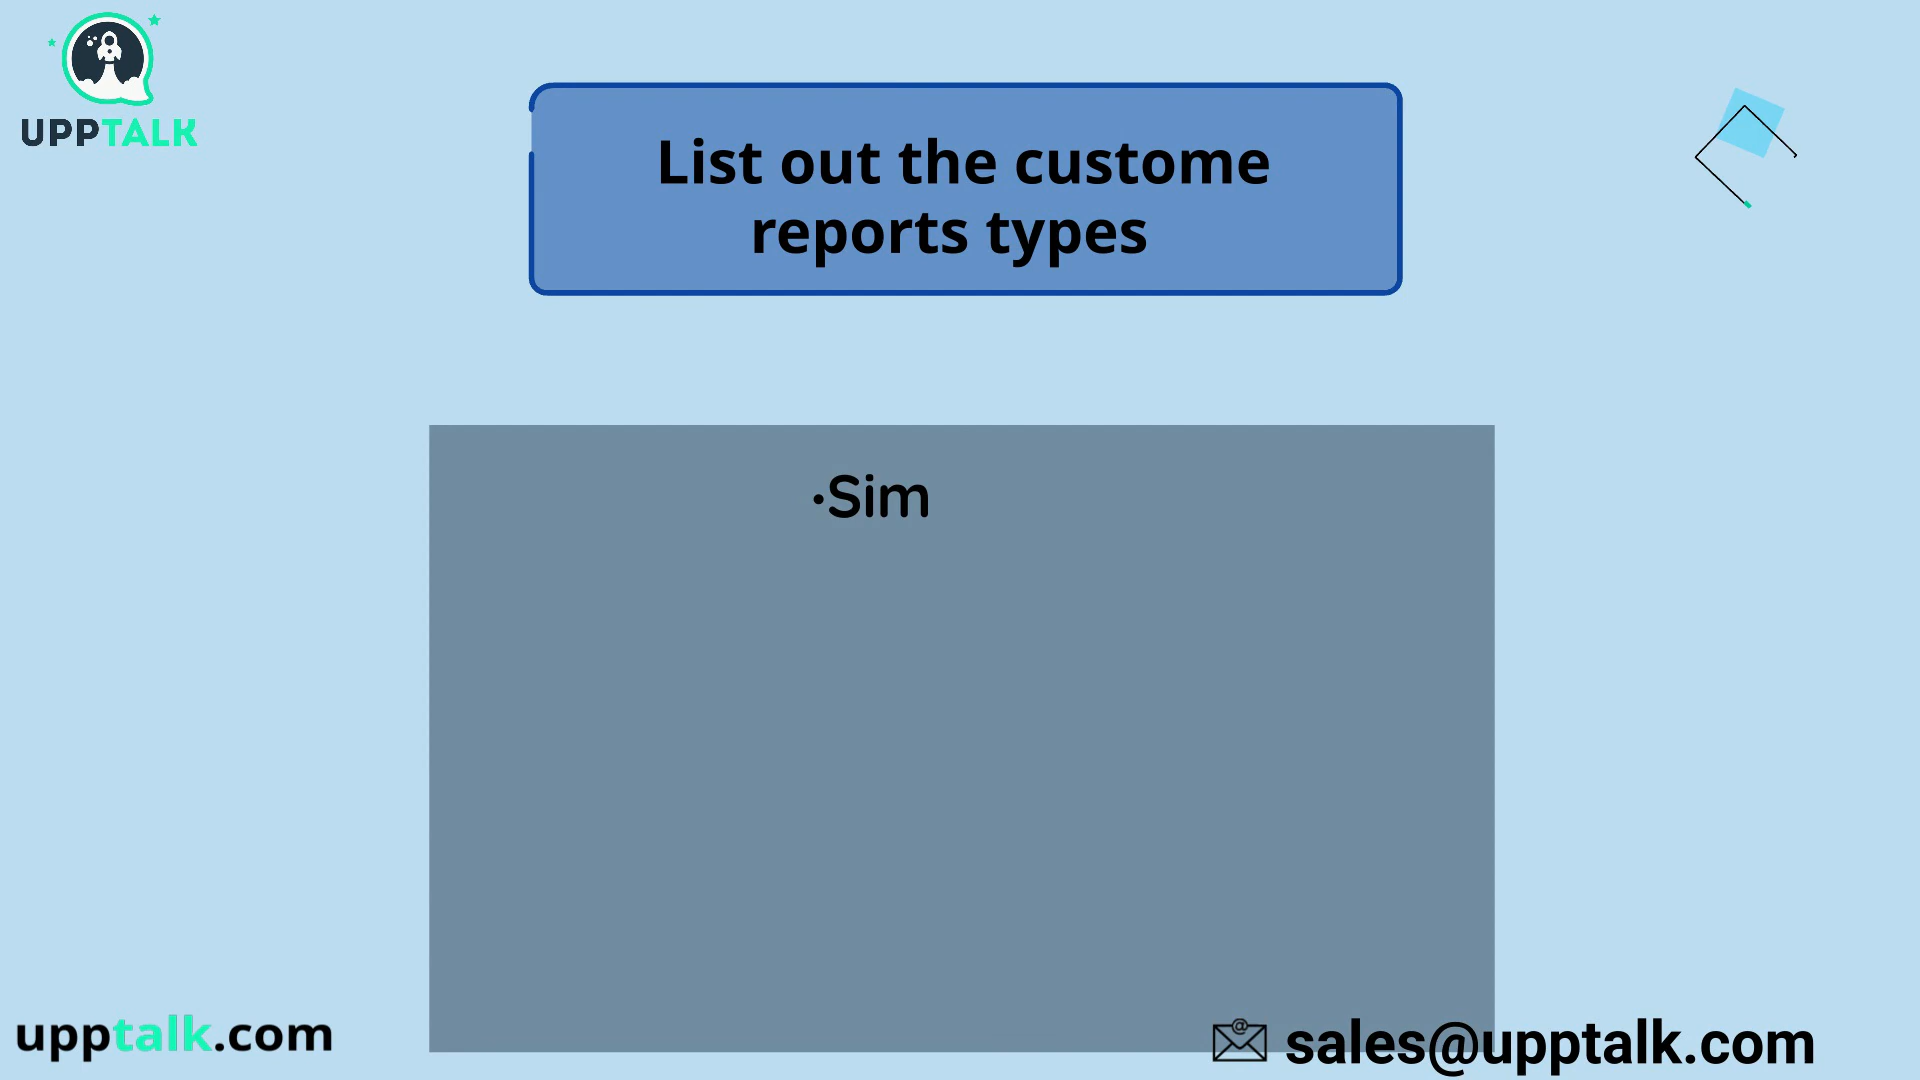 UPPTALK
List out the custome
reports types
•Sim
upptalk.com
sales@upptalk.com